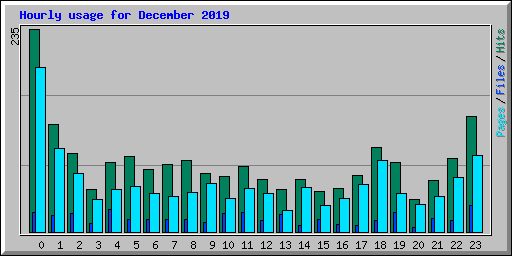 Hourly usage for December 2019
235
Pages/Files/Hits
0 1 2 3 4 5 6 7 8 9 10 11 12 13 14 15 16 17 18 19 20 21 22 23